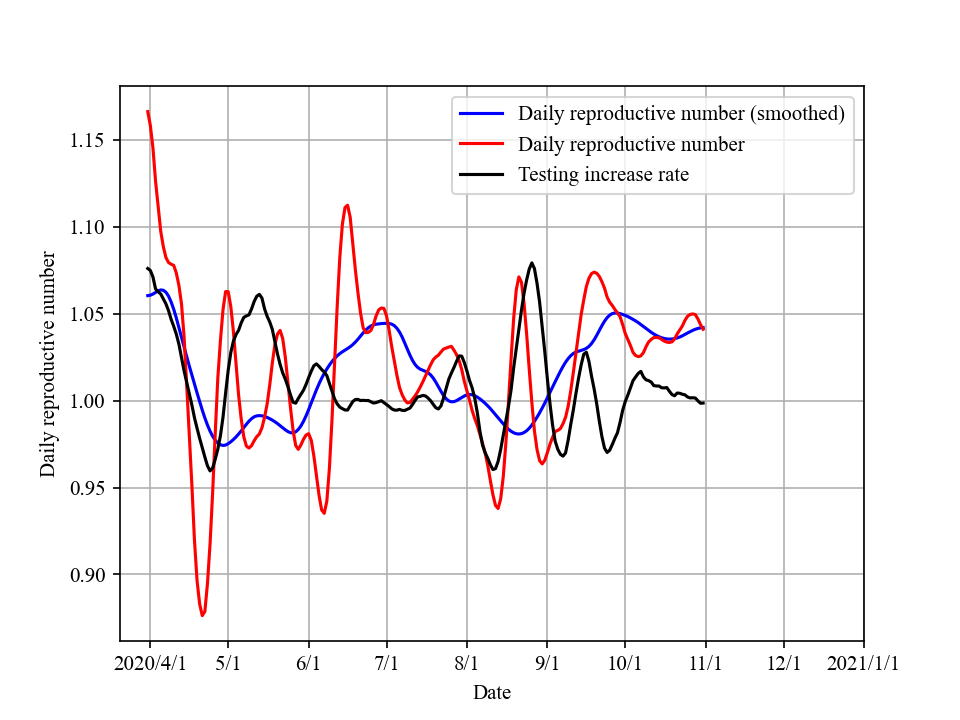 Daily reproductive number (smoothed)
Daily reproductive number
Testing increase rate
Daily reproductive number
1.15
1.10
1.05
1.00
0.95
0.90
2020/4/1 5/1 6/1 7/1 8/1 9/1 10/1 11/1 12/1 2021/1/1
Date